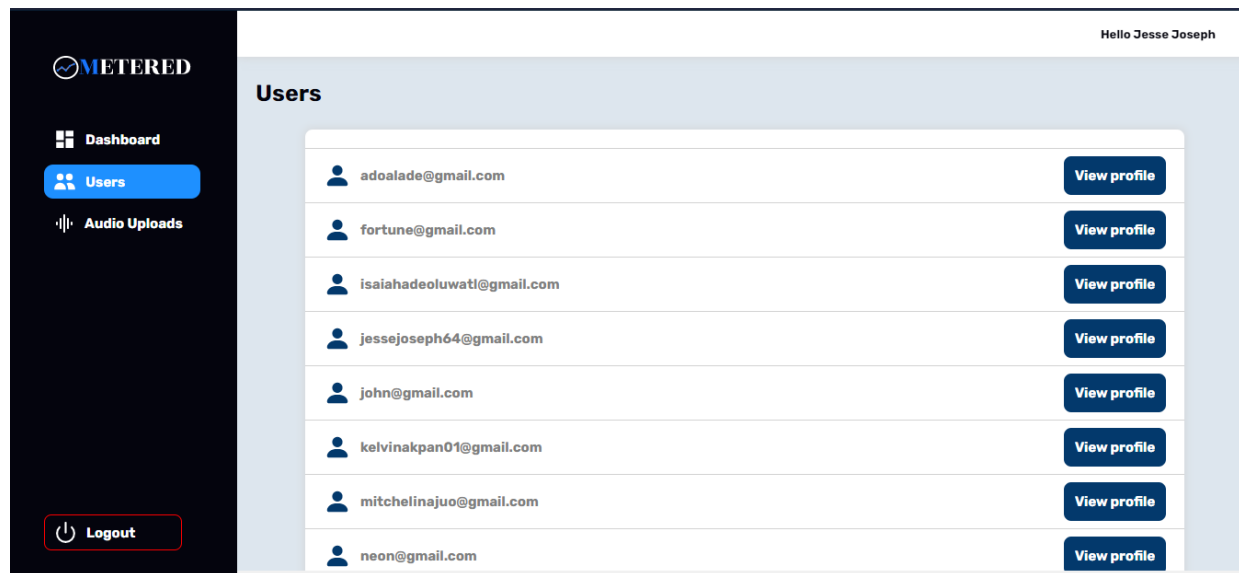 Hello Jesse Joseph
METERED
Users
Dashboard
Users
Audio Uploads
adoalade@gmail.com View profile
fortune@gmail.com View profile
isaiahadeoluwatl@gmail.com View profile
jessejoseph64@gmail.com View profile
john@gmail.com View profile
kelvinakpan01@gmail.com View profile
mitchelinajuo@gmail.com View profile
neon@gmail.com View profile
Logout